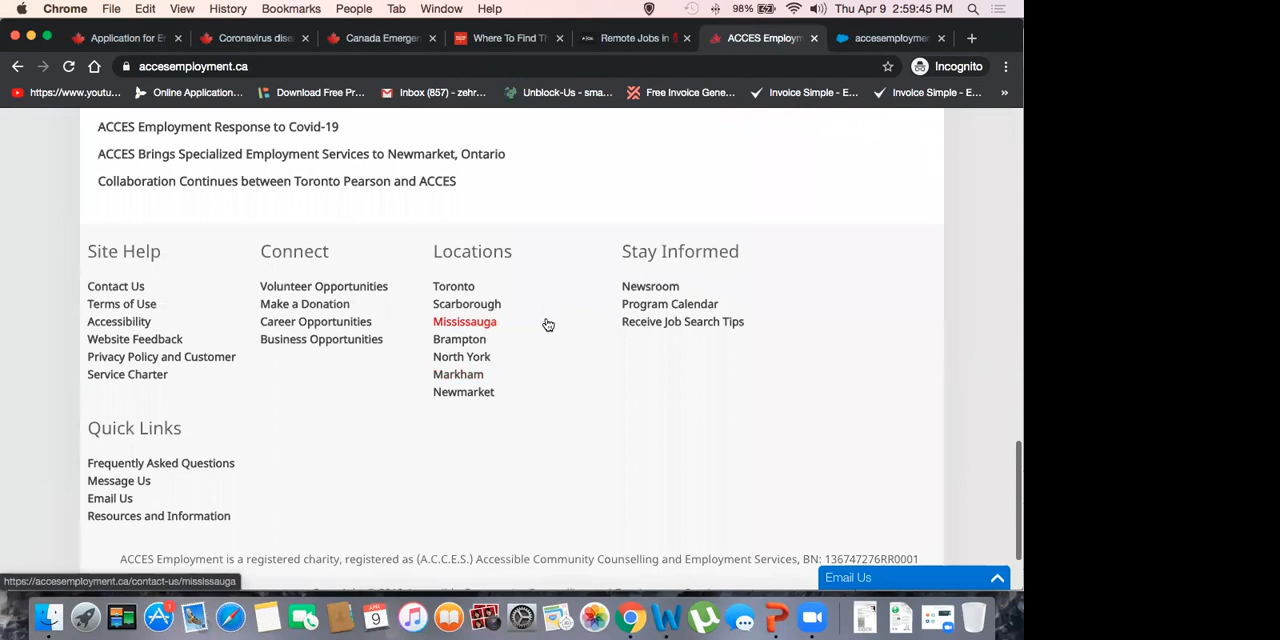 Chrome File Edit View History Bookmarks People Tab Window Help 98% Thu Apr 9 2:59:45 PM
Application for E Coronavirus dise Canada Emergen Where To Find Th Remote Jobs in ACCES Employm accesemploymen
accesemployment.ca Incognito
https://www.youtu... Online Application... Download Free Pr... Inbox (857) - zehr... Unblock-Us - sma... Free Invoice Gene... Invoice Simple - E... Invoice Simple - E... »
ACCES Employment Response to Covid-19
ACCES Brings Specialized Employment Services to Newmarket, Ontario
Collaboration Continues between Toronto Pearson and ACCES
Site Help
Contact Us
Terms of Use
Accessibility
Website Feedback
Privacy Policy and Customer
Service Charter
Connect
Volunteer Opportunities
Make a Donation
Career Opportunities
Business Opportunities
Locations
Toronto
Scarborough
Mississauga
Brampton
North York
Markham
Newmarket
Stay Informed
Newsroom
Program Calendar
Receive Job Search Tips
Quick Links
Frequently Asked Questions
Message Us
Email Us
Resources and Information
ACCES Employment is a registered charity, registered as (A.C.C.E.S.) Accessible Community Counselling and Employment Services, BN: 136747276RR0001
https://accesemployment.ca/contact-us/mississauga
Email Us
APR
9